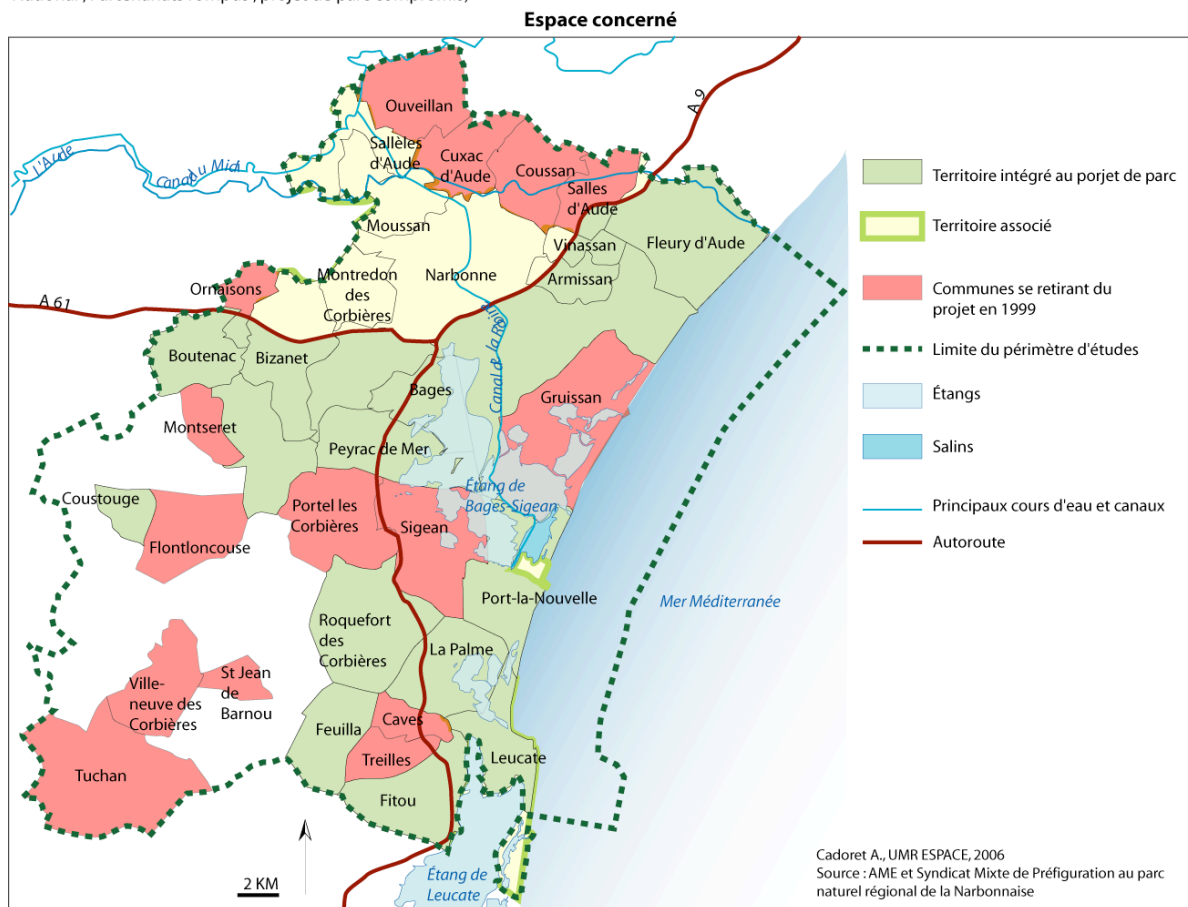 Espace concerné
Ouveillan
Sallèles
d'Aude
Cuxac
d'Aude
Coussan
Salles
d'Aude
A 9
L'Aude
Canal du Midi
Moussan
Vinassan
Fleury d'Aude
Narbonne
Armissan
Montredon
des
Corbières
Ornaisons
A 61
Canal de la Robine
Boutenac
Bizanet
Bages
Gruissan
Montseret
Peyrac de Mer
Étang de
Bages-Sigean
Coustouge
Portel les
Corbières
Sigean
Flontloncouse
Port-la-Nouvelle
Mer Méditerranée
Roquefort
des
Corbières
La Palme
St Jean
de
Barnou
Ville-
neuve des
Corbières
Caves
Feuilla
Treilles
Leucate
Tuchan
Fitou
Étang de
Leucate
2 KM
Territoire intégré au porjet de parc
Territoire associé
Communes se retirant du
projet en 1999
Limite du périmètre d'études
Étangs
Salins
Principaux cours d'eau et canaux
Autoroute
Cadoret A., UMR ESPACE, 2006
Source : AME et Syndicat Mixte de Préfiguration au parc
naturel régional de la Narbonnaise